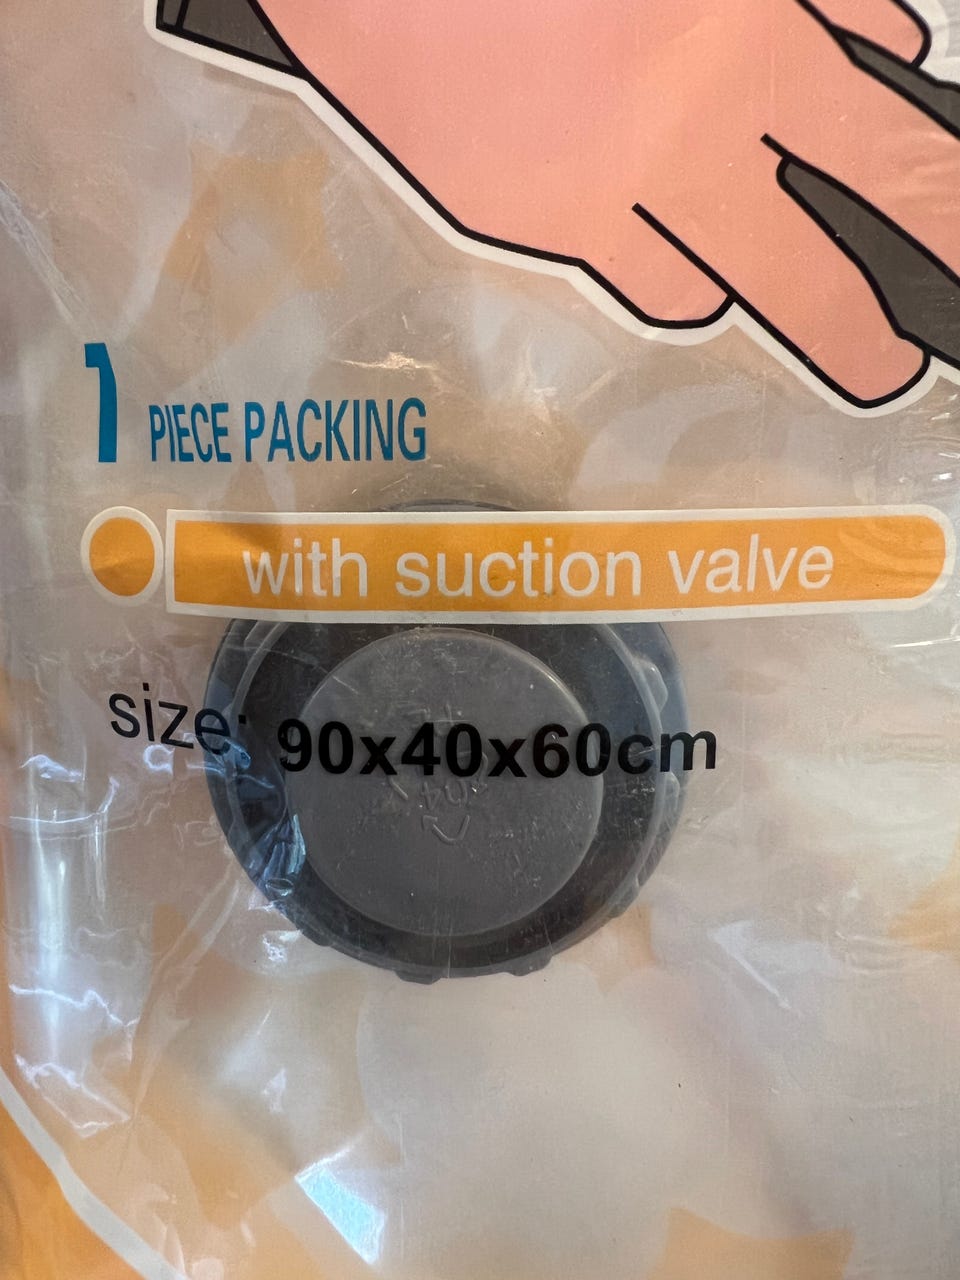 1 PIECE PACKING
with suction valve
size: 90x40x60cm